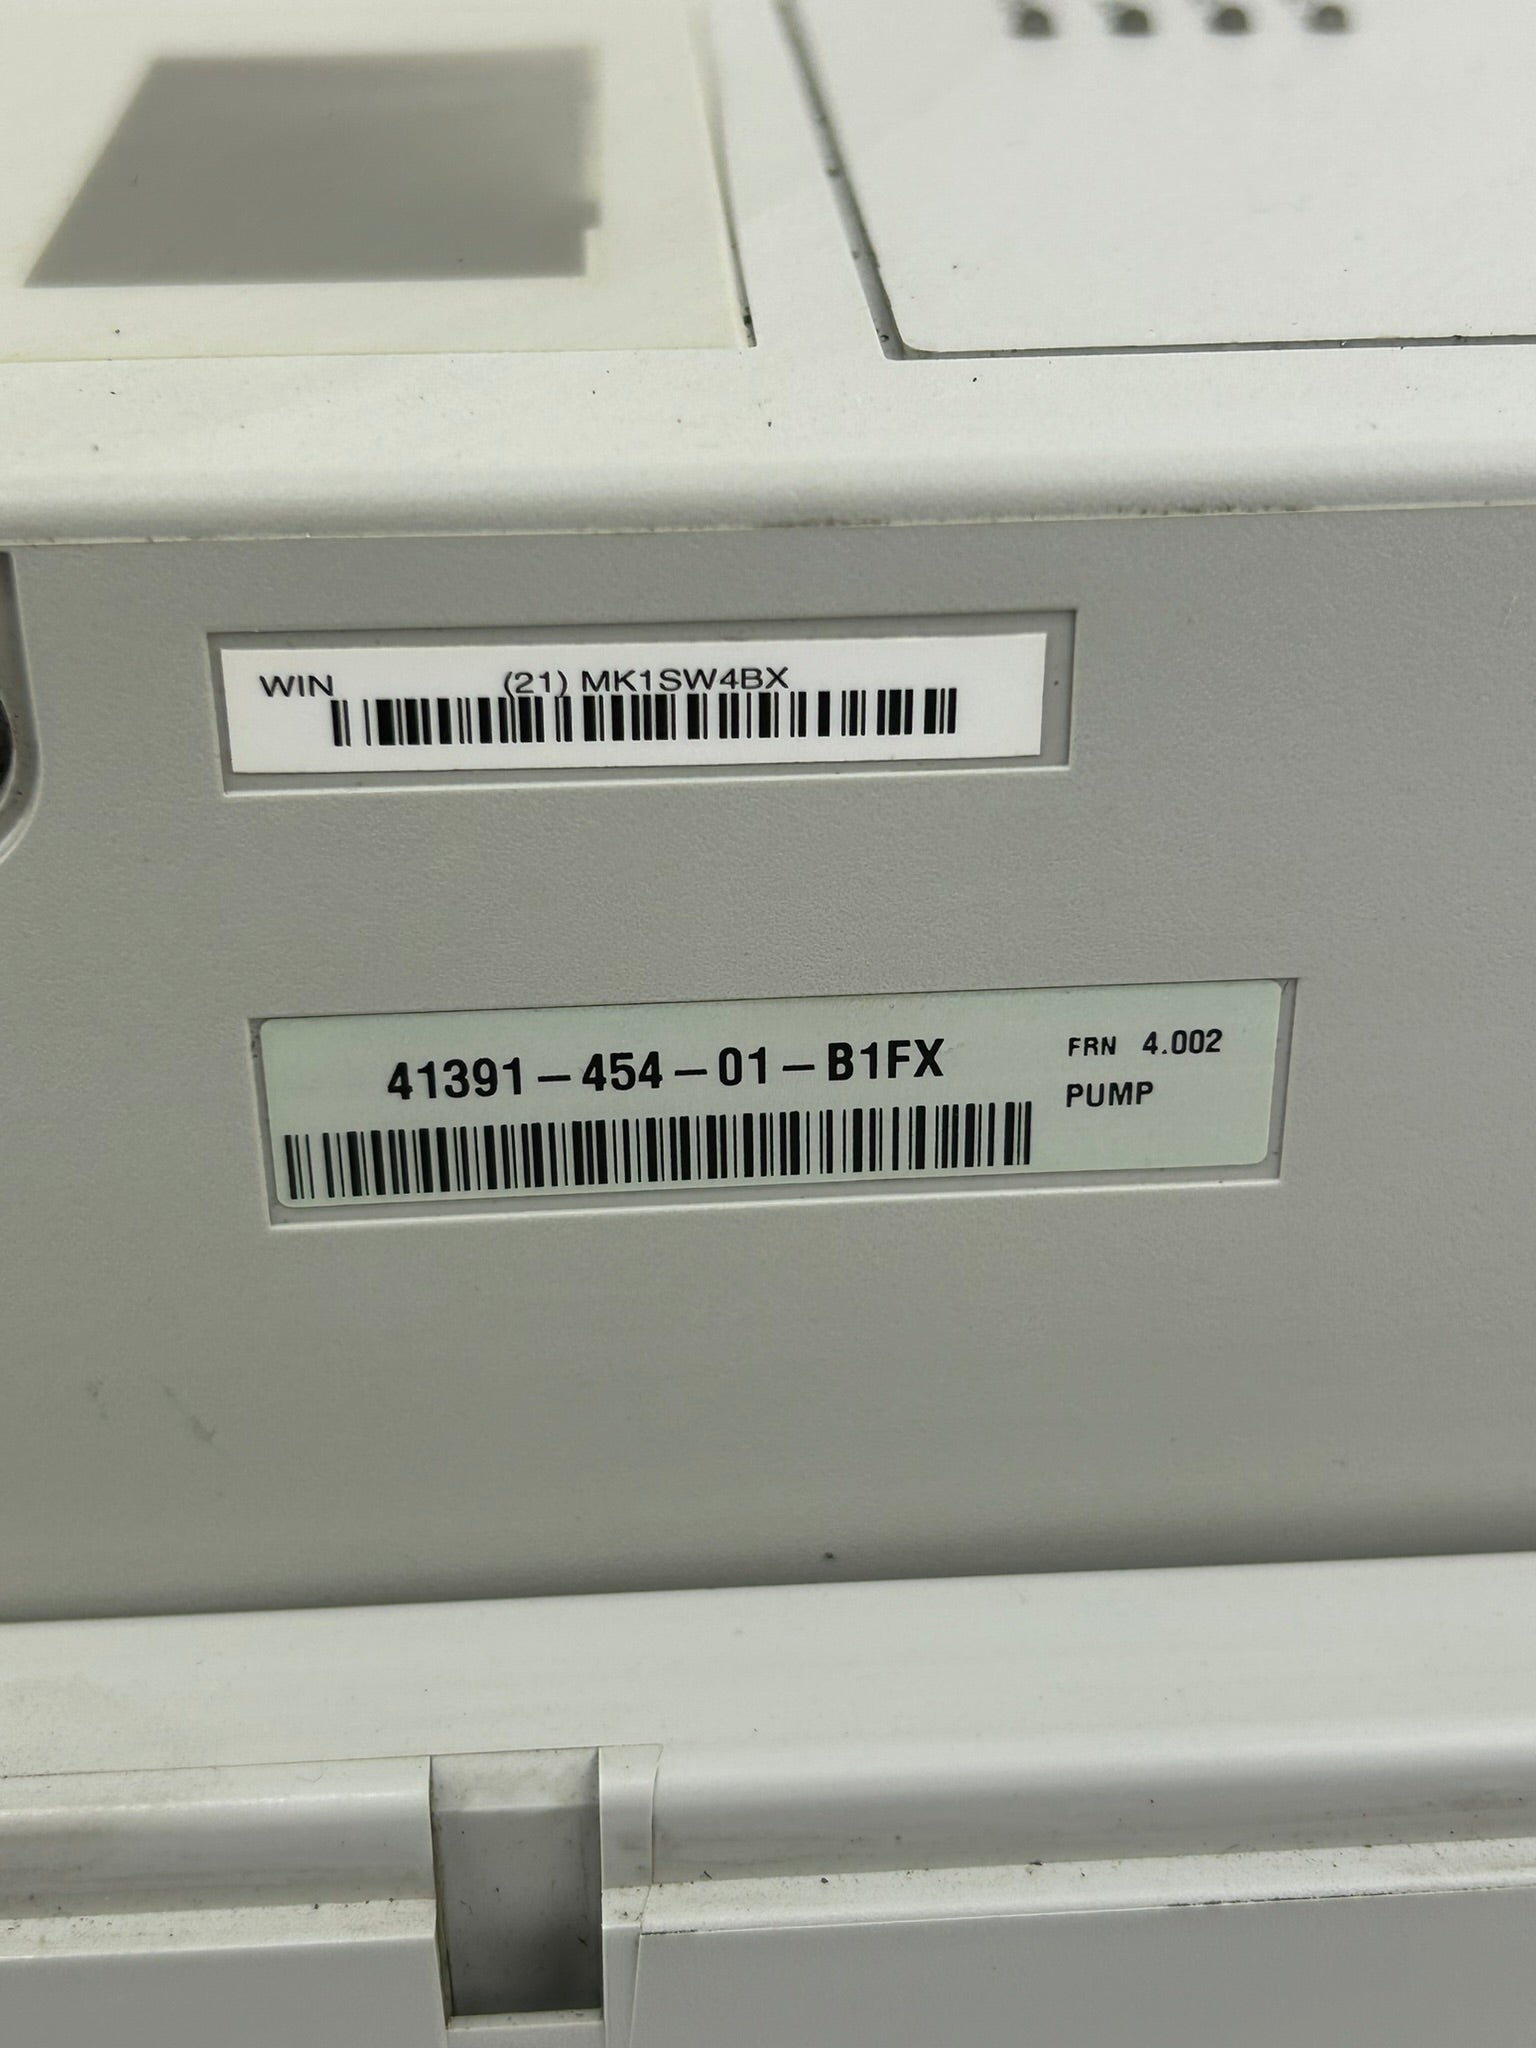 WIN (21) MK1SW4BX
41391-454-01-B1FX
FRN 4.002
PUMP